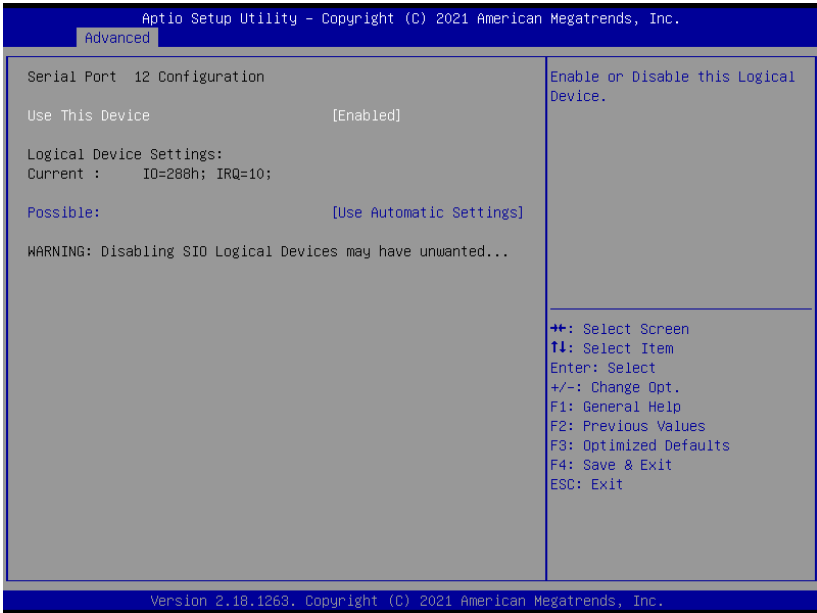 Aptio Setup Utility – Copyright (C) 2021 American Megatrends, Inc.
Advanced
Serial Port 12 Configuration
Use This Device [Enabled]
Logical Device Settings:
Current : IO=288h; IRQ=10;
Possible: [Use Automatic Settings]
WARNING: Disabling SIO Logical Devices may have unwanted...
Enable or Disable this Logical
Device.
→←: Select Screen
↑↓: Select Item
Enter: Select
+/-: Change Opt.
F1: General Help
F2: Previous Values
F3: Optimized Defaults
F4: Save & Exit
ESC: Exit
Version 2.18.1263. Copyright (C) 2021 American Megatrends, Inc.